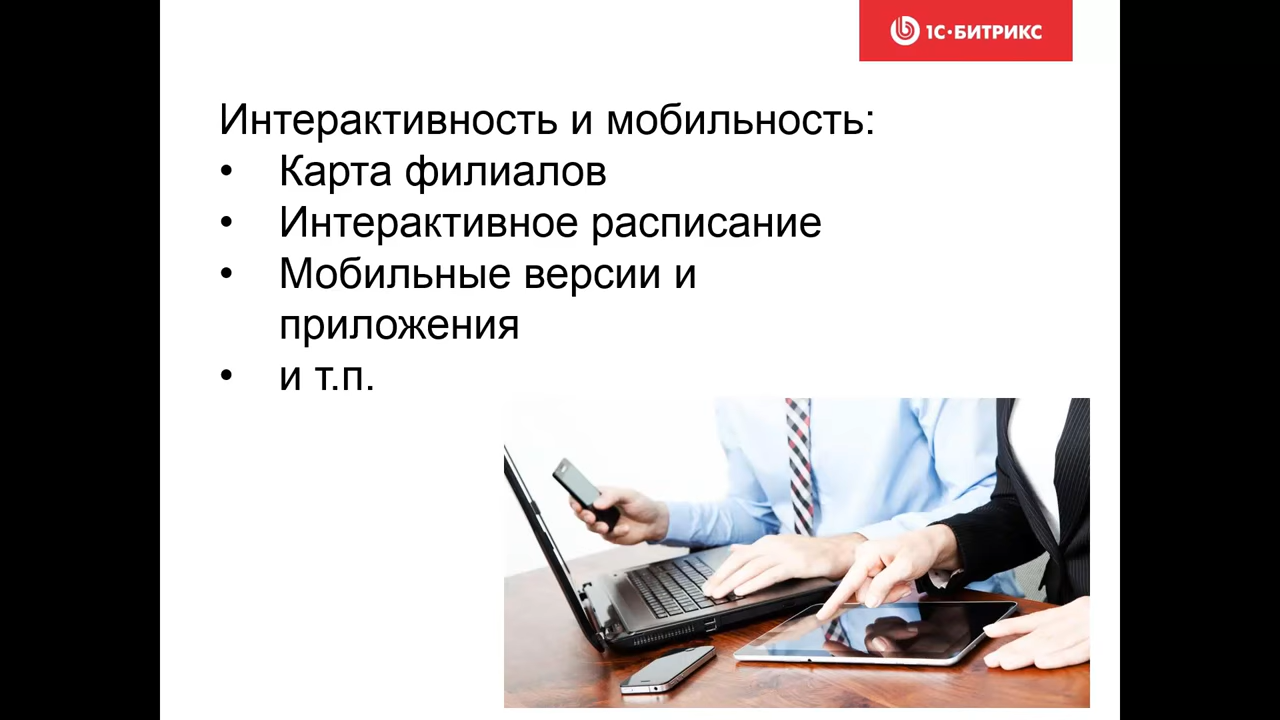 1С·БИТРИКС
Интерактивность и мобильность:
• Карта филиалов
• Интерактивное расписание
• Мобильные версии и
приложения
• и т.п.